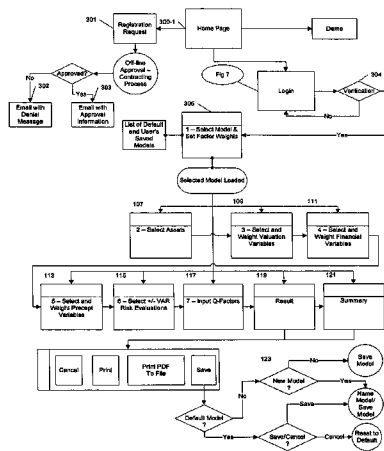 301
Registration
Request
300-1
Home Page
Demo
Off-line
Approval –
Contracting
Process
Approved?
No
302
Yes
303
Email with
Denial
Message
Email with
Approval
Information
Fig 7
Login
304
Verification
No
Yes
306
List of Default
and User's
Saved
Models
1 – Select Model &
Set Factor Weights
Selected Model Loaded
107
2 – Select Assets
109
3 – Select and
Weight Valuation
Variables
111
4 – Select and
Weight Financial
Variables
113
5 – Select and
Weight Precept
Variables
115
6 – Select +/- VAR
Risk Evaluations
117
7 – Input Q-Factors
119
Result
121
Summary
Cancel
Print
Print PDF
To File
Save
123
New Model
?
No
Save
Model
Yes
Name Model/
Save
Model
Default Model
?
No
Yes
Save/Cancel
?
Save
Cancel
Reset to
Default